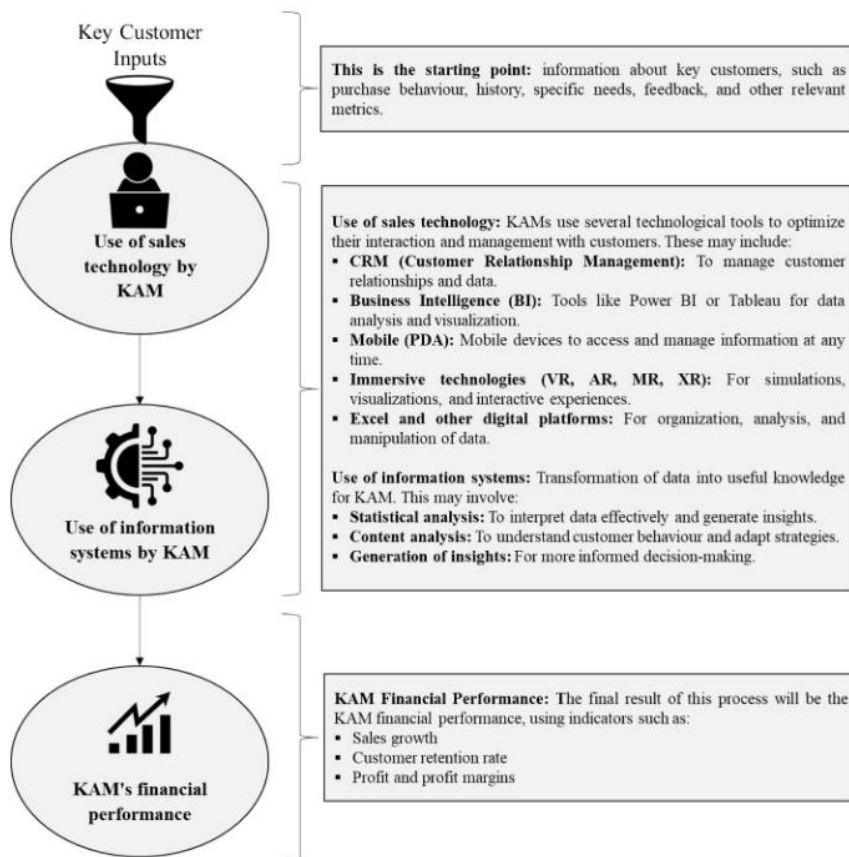 Key Customer
Inputs
This is the starting point: information about key customers, such as
purchase behaviour, history, specific needs, feedback, and other relevant
metrics.
Use of sales
technology by
KAM
Use of sales technology: KAMs use several technological tools to optimize
their interaction and management with customers. These may include:
▪ CRM (Customer Relationship Management): To manage customer
relationships and data.
▪ Business Intelligence (BI): Tools like Power BI or Tableau for data
analysis and visualization.
▪ Mobile (PDA): Mobile devices to access and manage information at any
time.
▪ Immersive technologies (VR, AR, MR, XR): For simulations,
visualizations, and interactive experiences.
▪ Excel and other digital platforms: For organization, analysis, and
manipulation of data.
Use of information systems: Transformation of data into useful knowledge
for KAM. This may involve:
▪ Statistical analysis: To interpret data effectively and generate insights.
▪ Content analysis: To understand customer behaviour and adapt strategies.
▪ Generation of insights: For more informed decision-making.
Use of information
systems by KAM
KAM Financial Performance: The final result of this process will be the
KAM financial performance, using indicators such as:
▪ Sales growth
▪ Customer retention rate
▪ Profit and profit margins
KAM's financial
performance